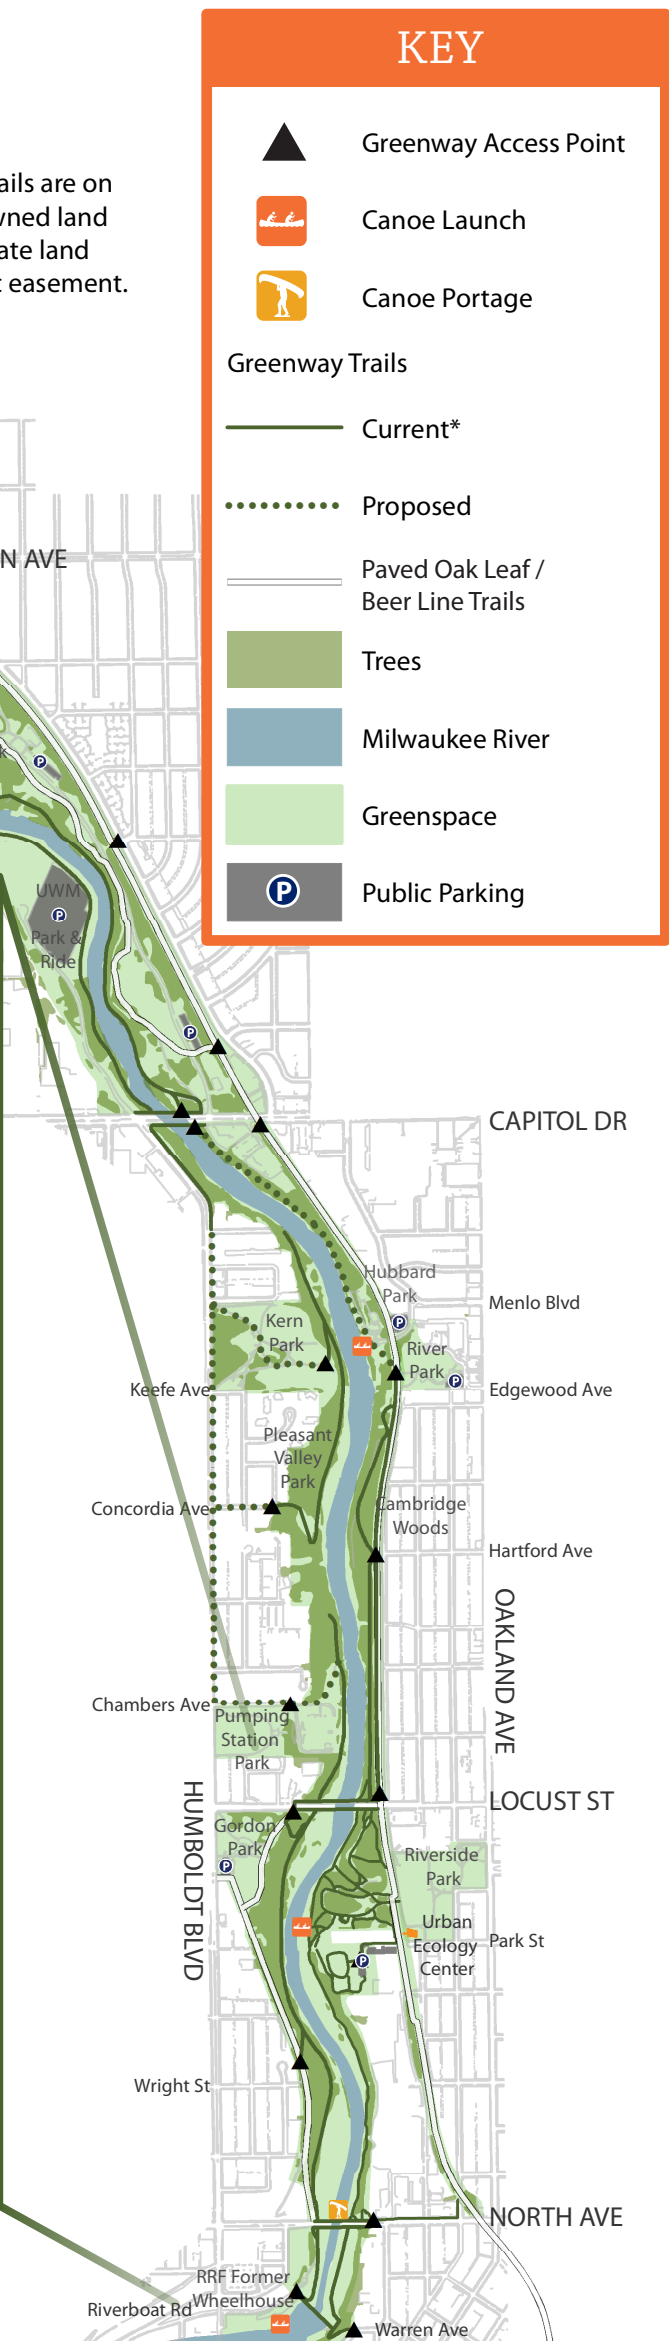 KEY
Greenway Access Point
Canoe Launch
Canoe Portage
Greenway Trails
Current*
Proposed
Paved Oak Leaf /
Beer Line Trails
Trees
Milwaukee River
Greenspace
P
Public Parking
ails are on
wned land
ate land
t easement.
N AVE
k
P
UWM
P
Park &
Ride
P
CAPITOL DR
Hubbard
Park
Menlo Blvd
P
Kern
Park
River
Park
P
Keefe Ave
Edgewood Ave
Pleasant
Valley
Park
Concordia Ave
Cambridge
Woods
Hartford Ave
OAKLAND AVE
Chambers Ave
Pumping
Station
Park
LOCUST ST
HUMBOLDT BLVD
Gordon
Park
P
Riverside
Park
Urban
Ecology
Center
P
Park St
Wright St
NORTH AVE
RRF Former
Wheelhouse
Riverboat Rd
Warren Ave